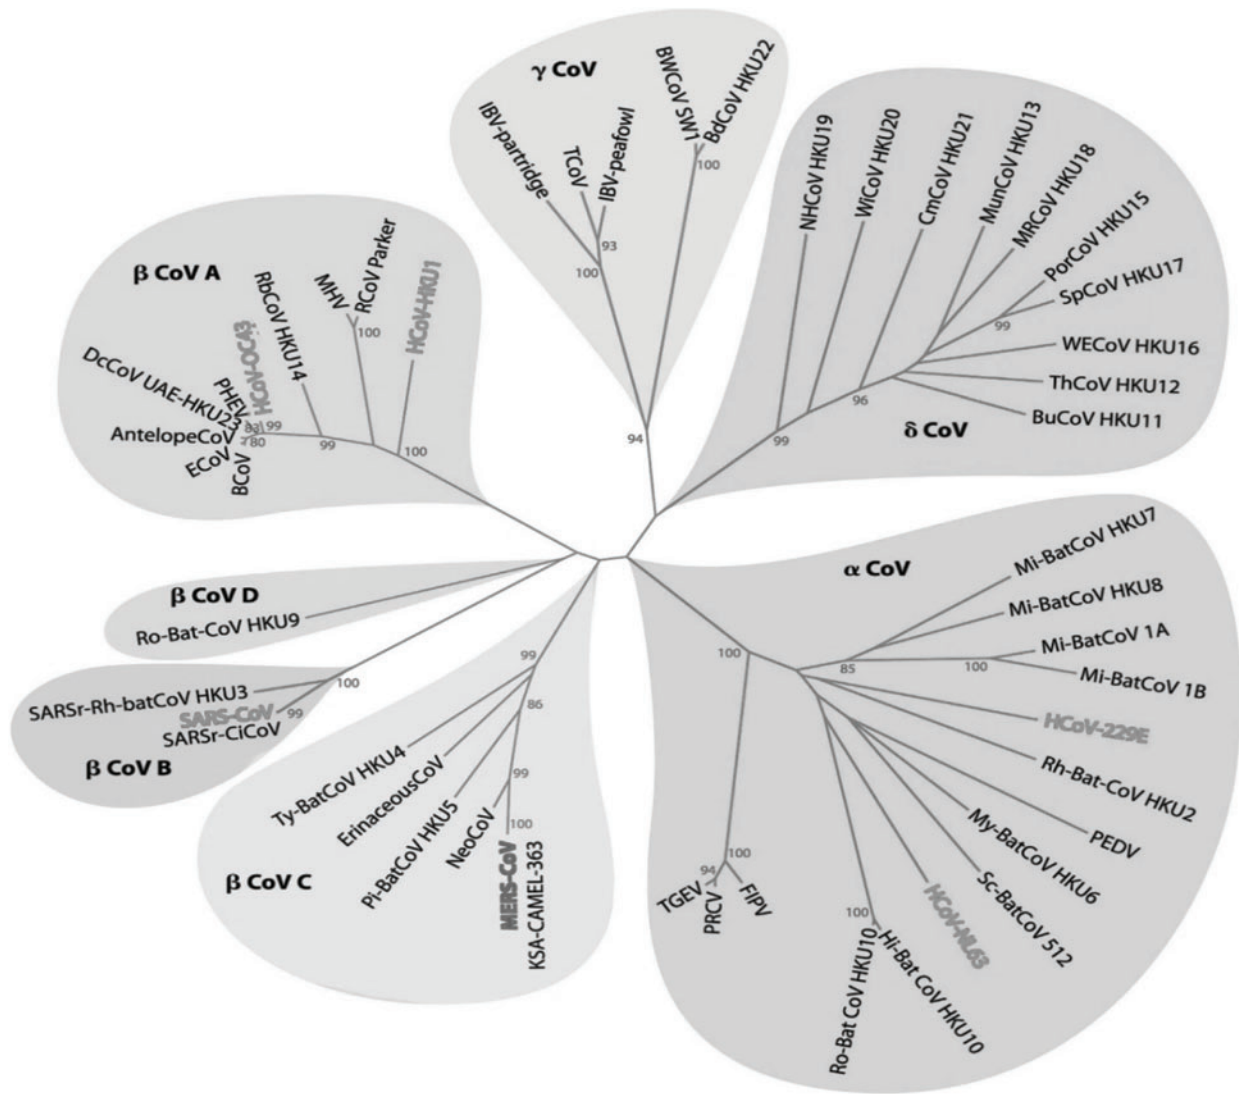 γ CoV
IBV-partridge
TCoV
IBV-peafowl
BWCoV SW1
BdCoV HKU22
100
93
100
94
NHCoV HKU19
WiCoV HKU20
CmCoV HKU21
MunCoV HKU13
MRCoV HKU18
PorCoV HKU15
SpCoV HKU17
99
WECoV HKU16
ThCoV HKU12
BuCoV HKU11
96
99
δ CoV
β CoV A
RbCoV HKU14
MHV
RCoV Parker
HCoV-HKU1
100
HCoV-OC43
PHEV
DcCoV UAE-HKU23
AntelopeCoV
ECoV
BCoV
83
99
80
99
100
β CoV D
Ro-Bat-CoV HKU9
SARSr-Rh-batCoV HKU3
SARS-CoV
SARSr-CiCoV
100
99
β CoV B
99
86
99
100
Ty-BatCoV HKU4
ErinaceousCoV
Pi-BatCoV HKU5
NeoCoV
MERS-CoV
KSA-CAMEL-363
β CoV C
α CoV
Mi-BatCoV HKU7
Mi-BatCoV HKU8
Mi-BatCoV 1A
Mi-BatCoV 1B
85
100
100
HCoV-229E
Rh-Bat-CoV HKU2
PEDV
My-BatCoV HKU6
Sc-BatCoV 512
HCoV-NL63
Hi-Bat CoV HKU10
Ro-Bat CoV HKU10
100
100
94
TGEV
PRCV
FIPV